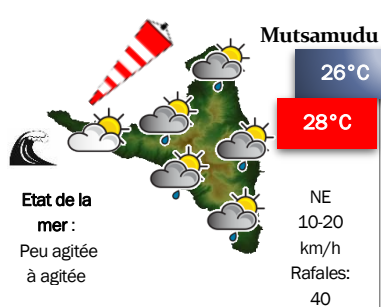 Mutsamudu
26°C
28°C
Etat de la
mer :
Peu agitée
à agitée
NE
10-20
km/h
Rafales:
40